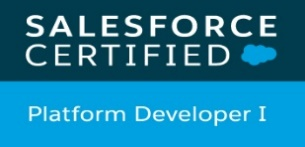 SALESFORCE
CERTIFIED
Platform Developer I